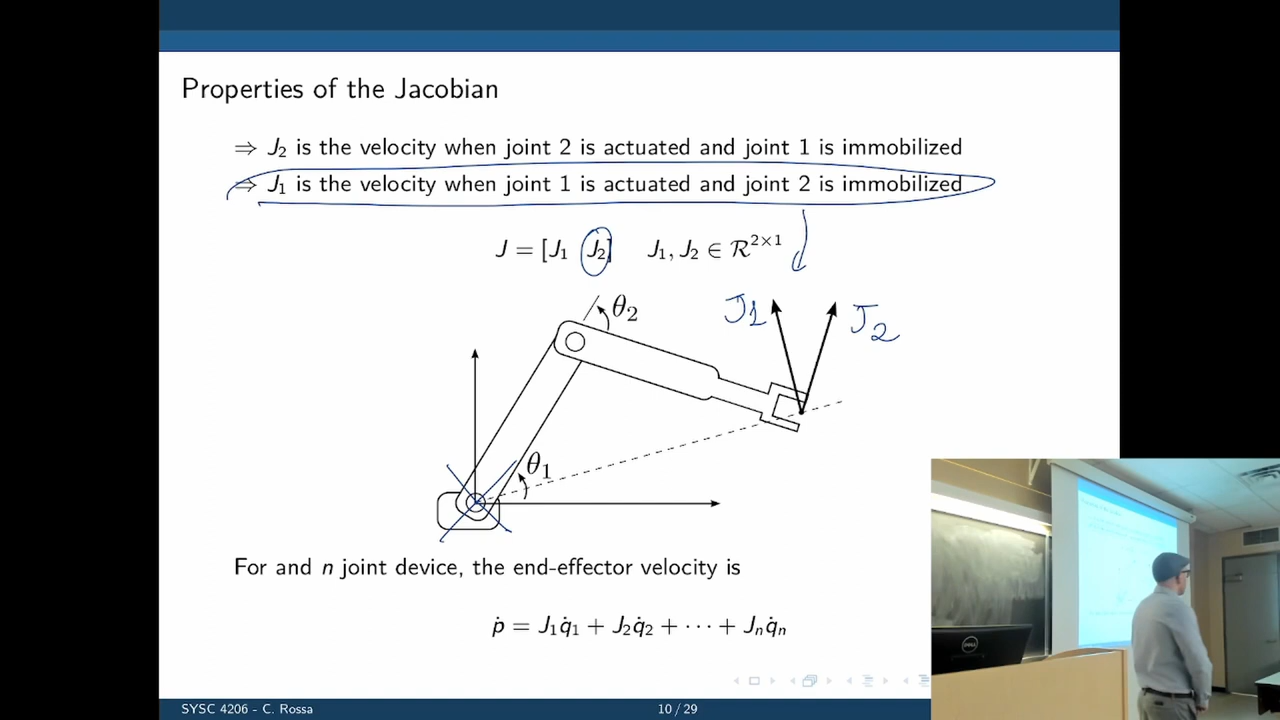 Properties of the Jacobian
⇒ J₂ is the velocity when joint 2 is actuated and joint 1 is immobilized
⇒ J₁ is the velocity when joint 1 is actuated and joint 2 is immobilized
J = [J₁ J₂] J₁, J₂ ∈ ℛ²ˣ¹
θ₂
J1
J2
θ₁
For and n joint device, the end-effector velocity is
ṗ = J₁q̇₁ + J₂q̇₂ + ··· + Jₙq̇ₙ
SYSC 4206 - C. Rossa
10 / 29
DELL